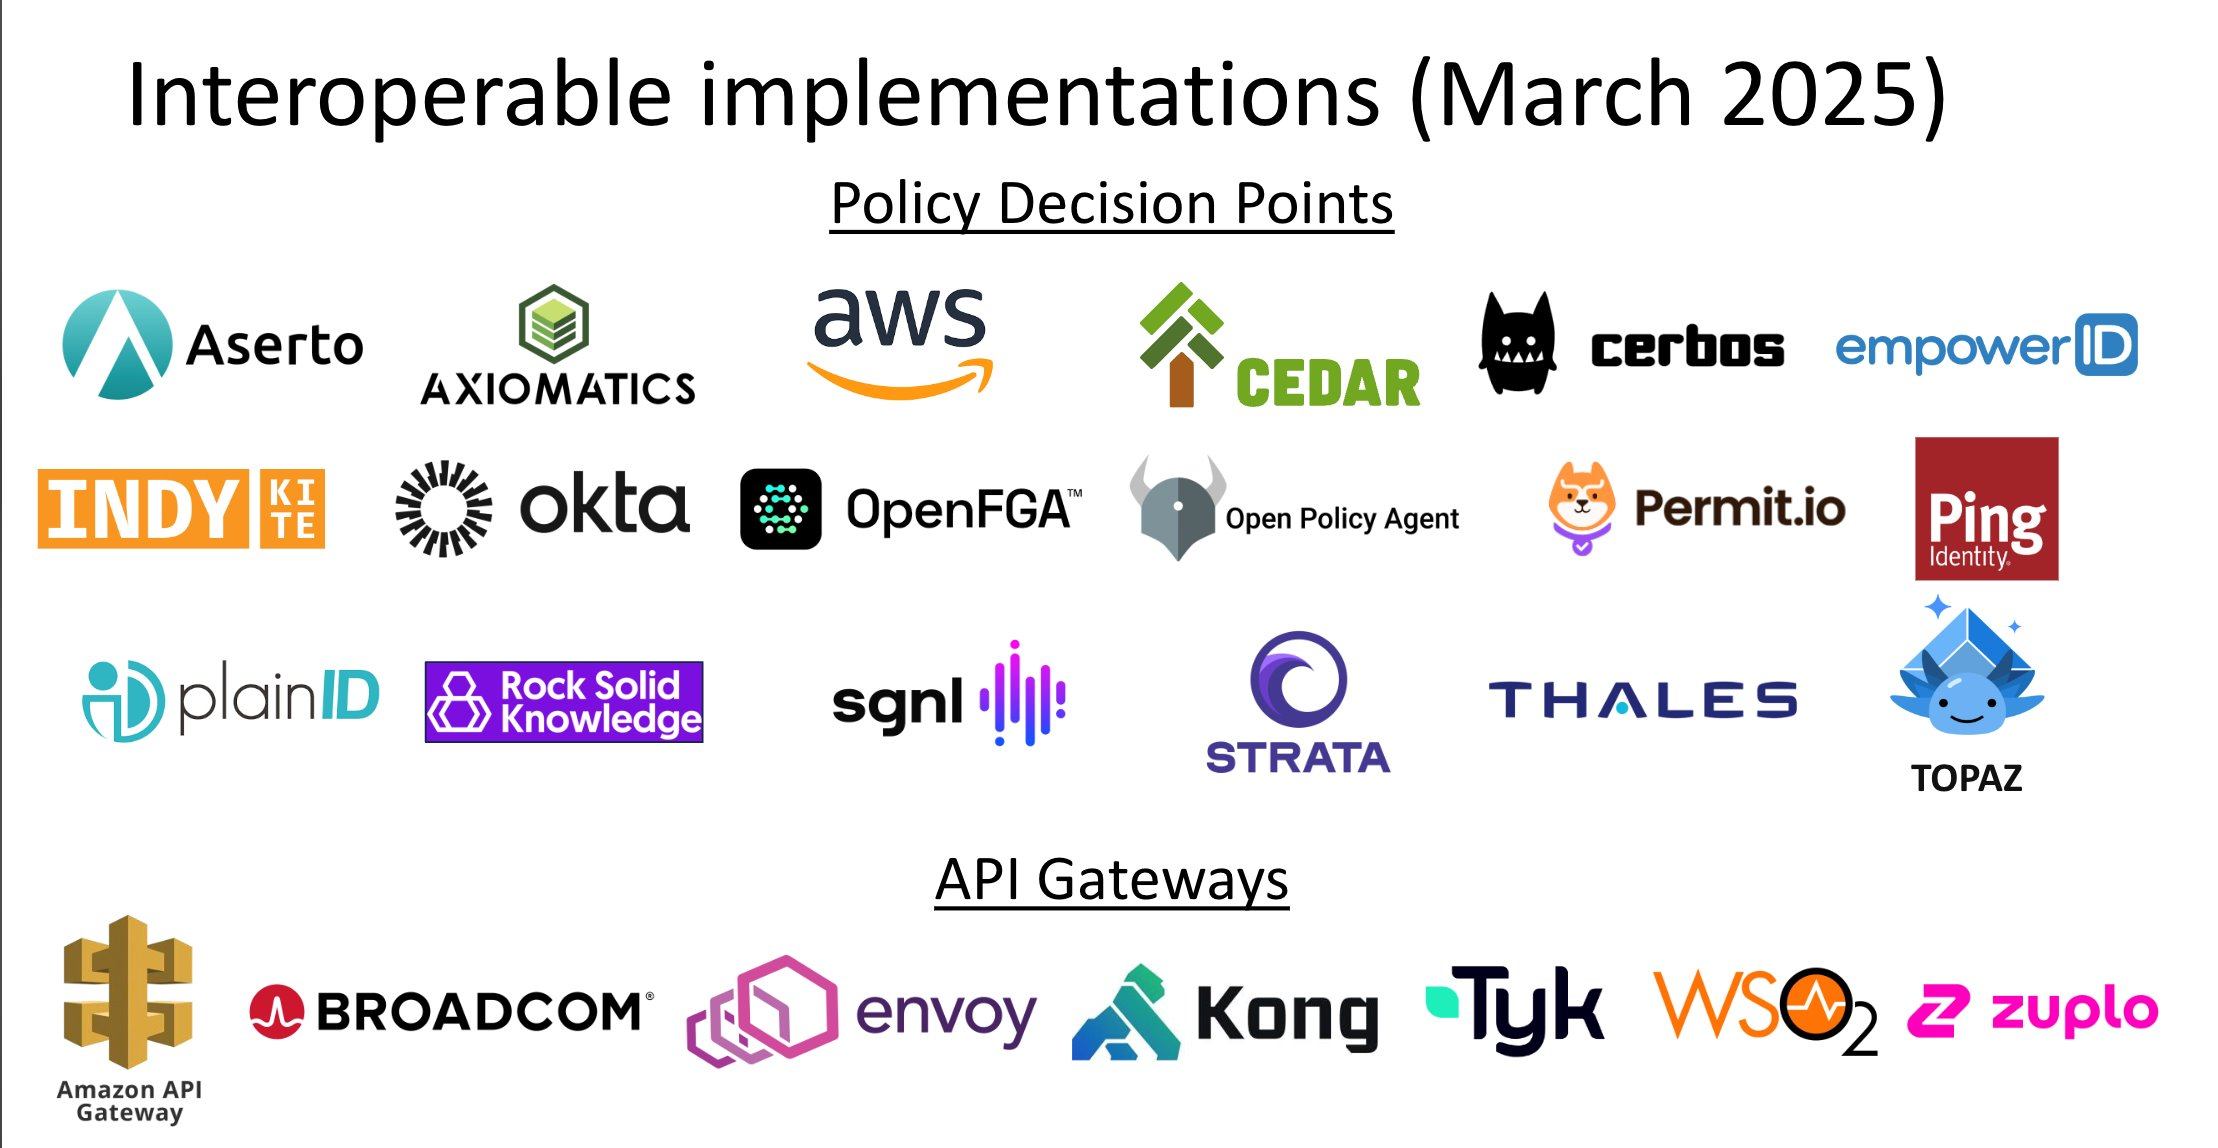 Interoperable implementations (March 2025)
Policy Decision Points
Aserto
AXIOMATICS
aws
CEDAR
cerbos
empowerID
INDY KITE
okta
OpenFGA™
Open Policy Agent
Permit.io
Ping
Identity®
plainID
Rock Solid
Knowledge
sgnl
STRATA
THALES
TOPAZ
API Gateways
Amazon API
Gateway
BROADCOM®
envoy
Kong
Tyk
WSO2
zuplo